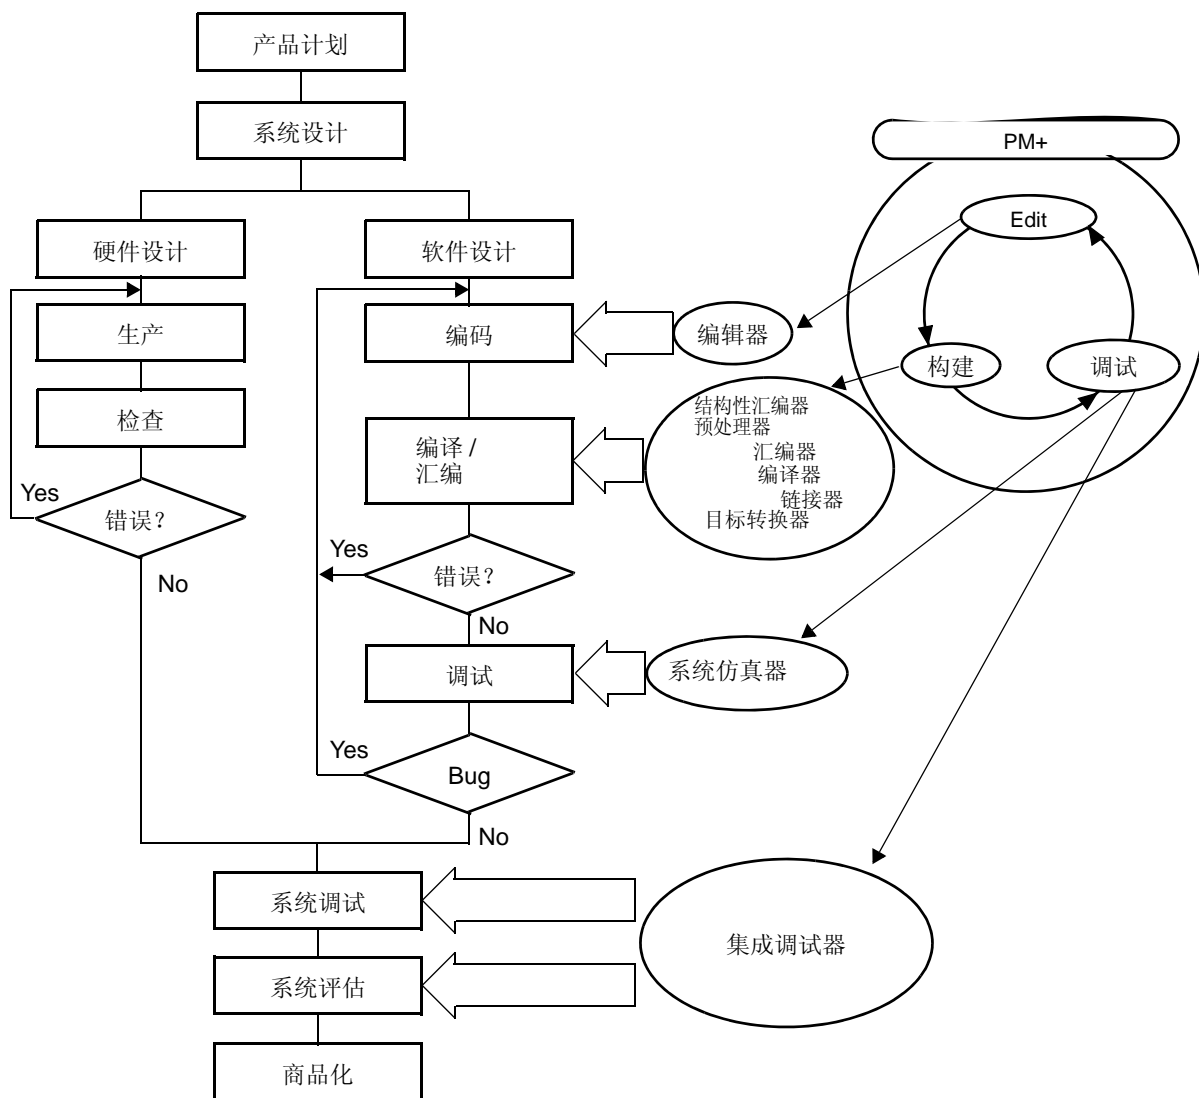 产品计划
系统设计
PM+
Edit
硬件设计
软件设计
生产
编码
编辑器
构建
调试
检查
编译 /
汇编
结构性汇编器
预处理器
汇编器
编译器
链接器
目标转换器
Yes
错误?
No
Yes
错误?
No
调试
系统仿真器
Yes
Bug
No
系统调试
集成调试器
系统评估
商品化